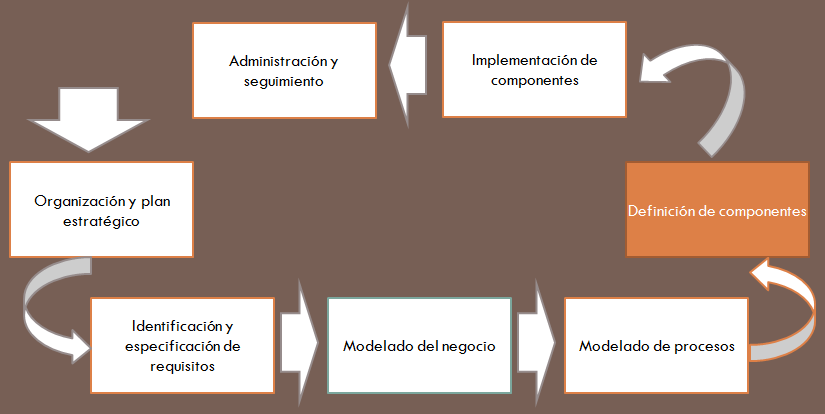 Administración y
seguimiento
Implementación de
componentes
Organización y plan
estratégico
Definición de componentes
Identificación y
especificación de
requisitos
Modelado del negocio
Modelado de procesos